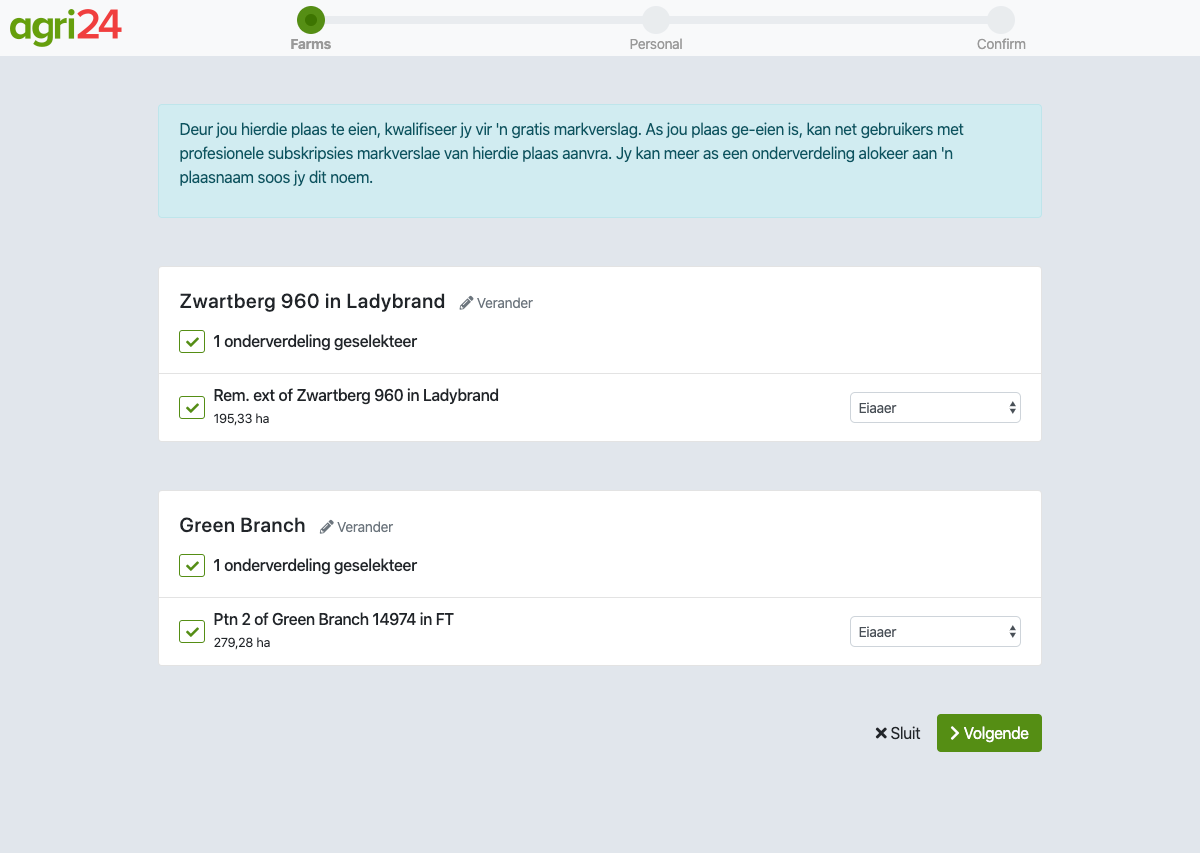 agri24
Farms
Personal
Confirm
Deur jou hierdie plaas te eien, kwalifiseer jy vir 'n gratis markverslag. As jou plaas ge-eien is, kan net gebruikers met
profesionele subskripsies markverslae van hierdie plaas aanvra. Jy kan meer as een onderverdeling alokeer aan 'n
plaasnaam soos jy dit noem.
Zwartberg 960 in Ladybrand Verander
1 onderverdeling geselekteer
Rem. ext of Zwartberg 960 in Ladybrand
195,33 ha
Eiaaer
Green Branch Verander
1 onderverdeling geselekteer
Ptn 2 of Green Branch 14974 in FT
279,28 ha
Eiaaer
Sluit
Volgende